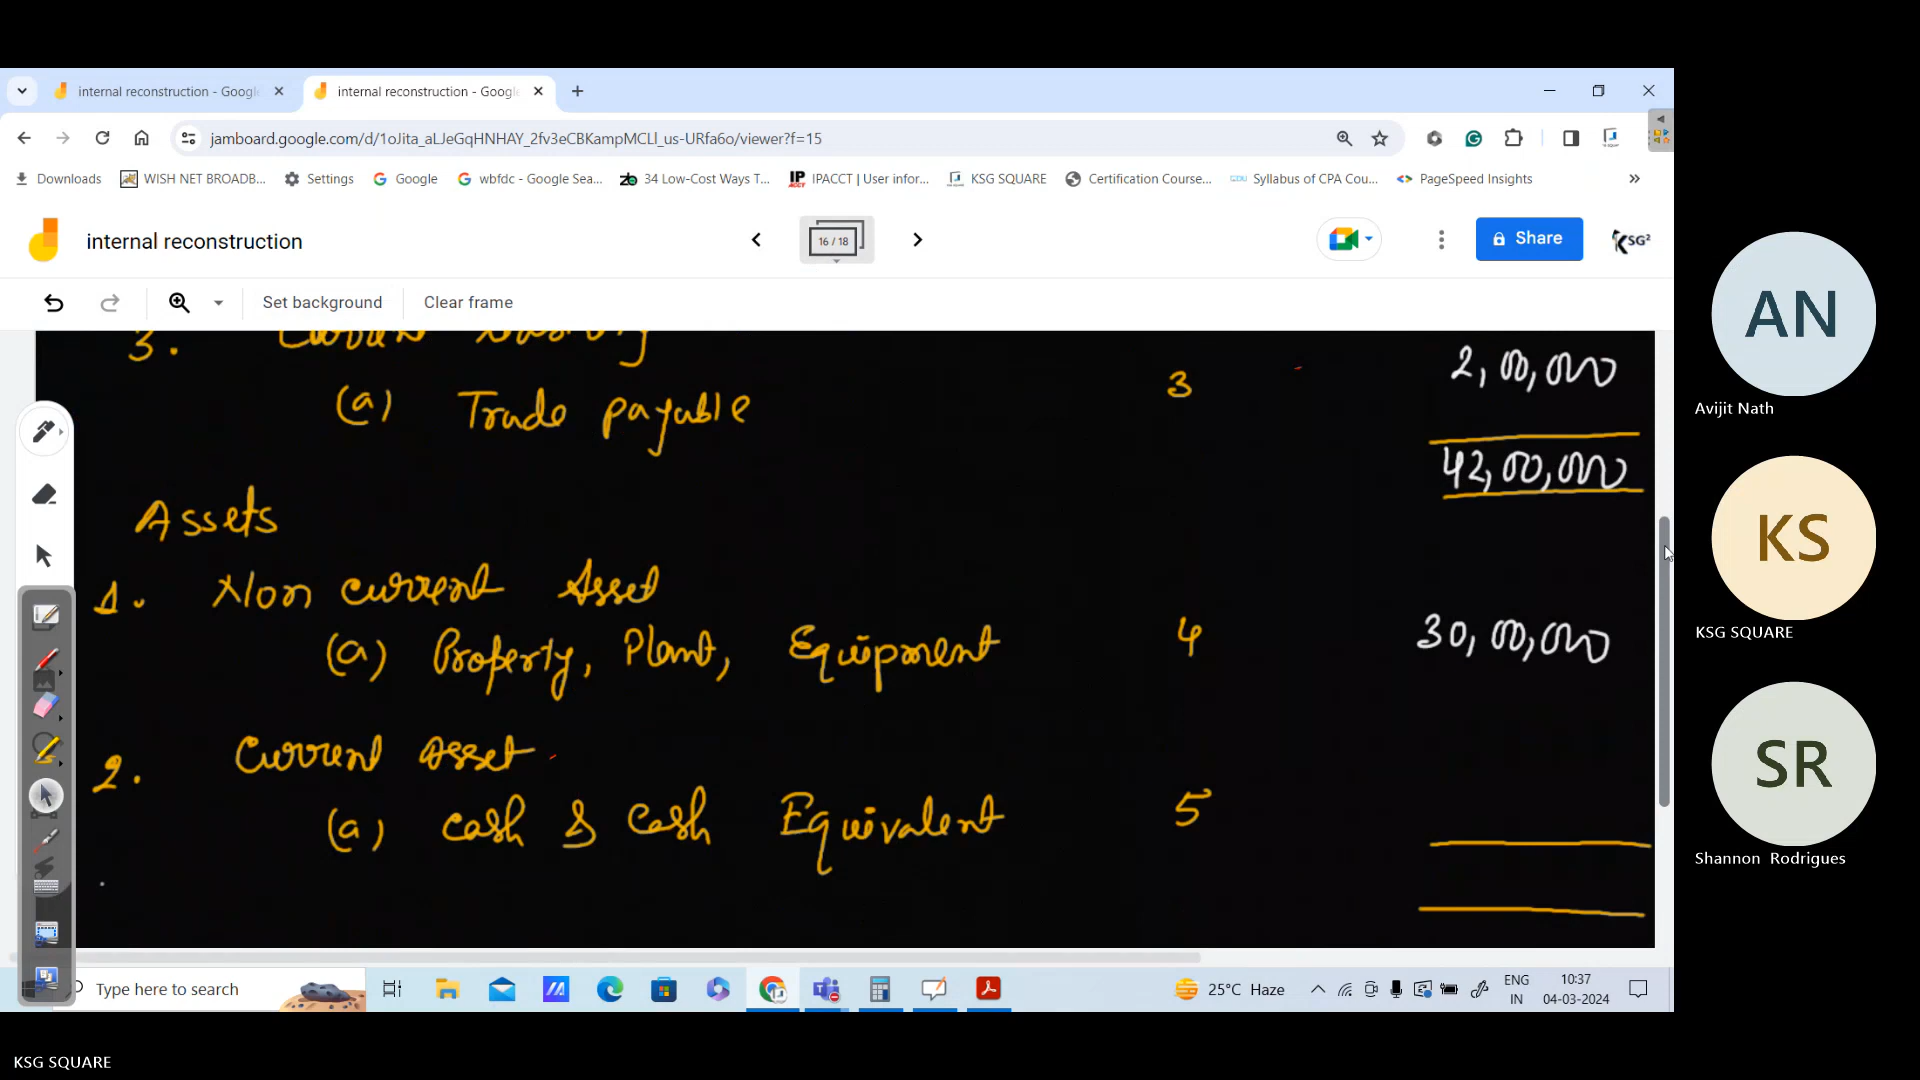 internal reconstruction - Googl
internal reconstruction - Google
jamboard.google.com/d/1oJita_aLJeGqHNHAY_2fv3eCBKampMCLl_us-URfa6o/viewer?f=15
Downloads WISH NET BROADB... Settings Google wbfdc - Google Sea... 34 Low-Cost Ways T... IPACCT | User infor... KSG SQUARE Certification Course... Syllabus of CPA Cou... PageSpeed Insights
internal reconstruction
16 / 18
Share
KSG²
Set background Clear frame
3. 2,00,000
(a) Trade payable 3
42,00,000
Assets
1. Non current Asset
(a) Property, Plant, Equipment 4 30,00,000
2. Current Asset
(a) Cash & Cash Equivalent 5
Type here to search
25°C Haze
ENG
IN
10:37
04-03-2024
AN
Avijit Nath
KS
KSG SQUARE
SR
Shannon Rodrigues
KSG SQUARE